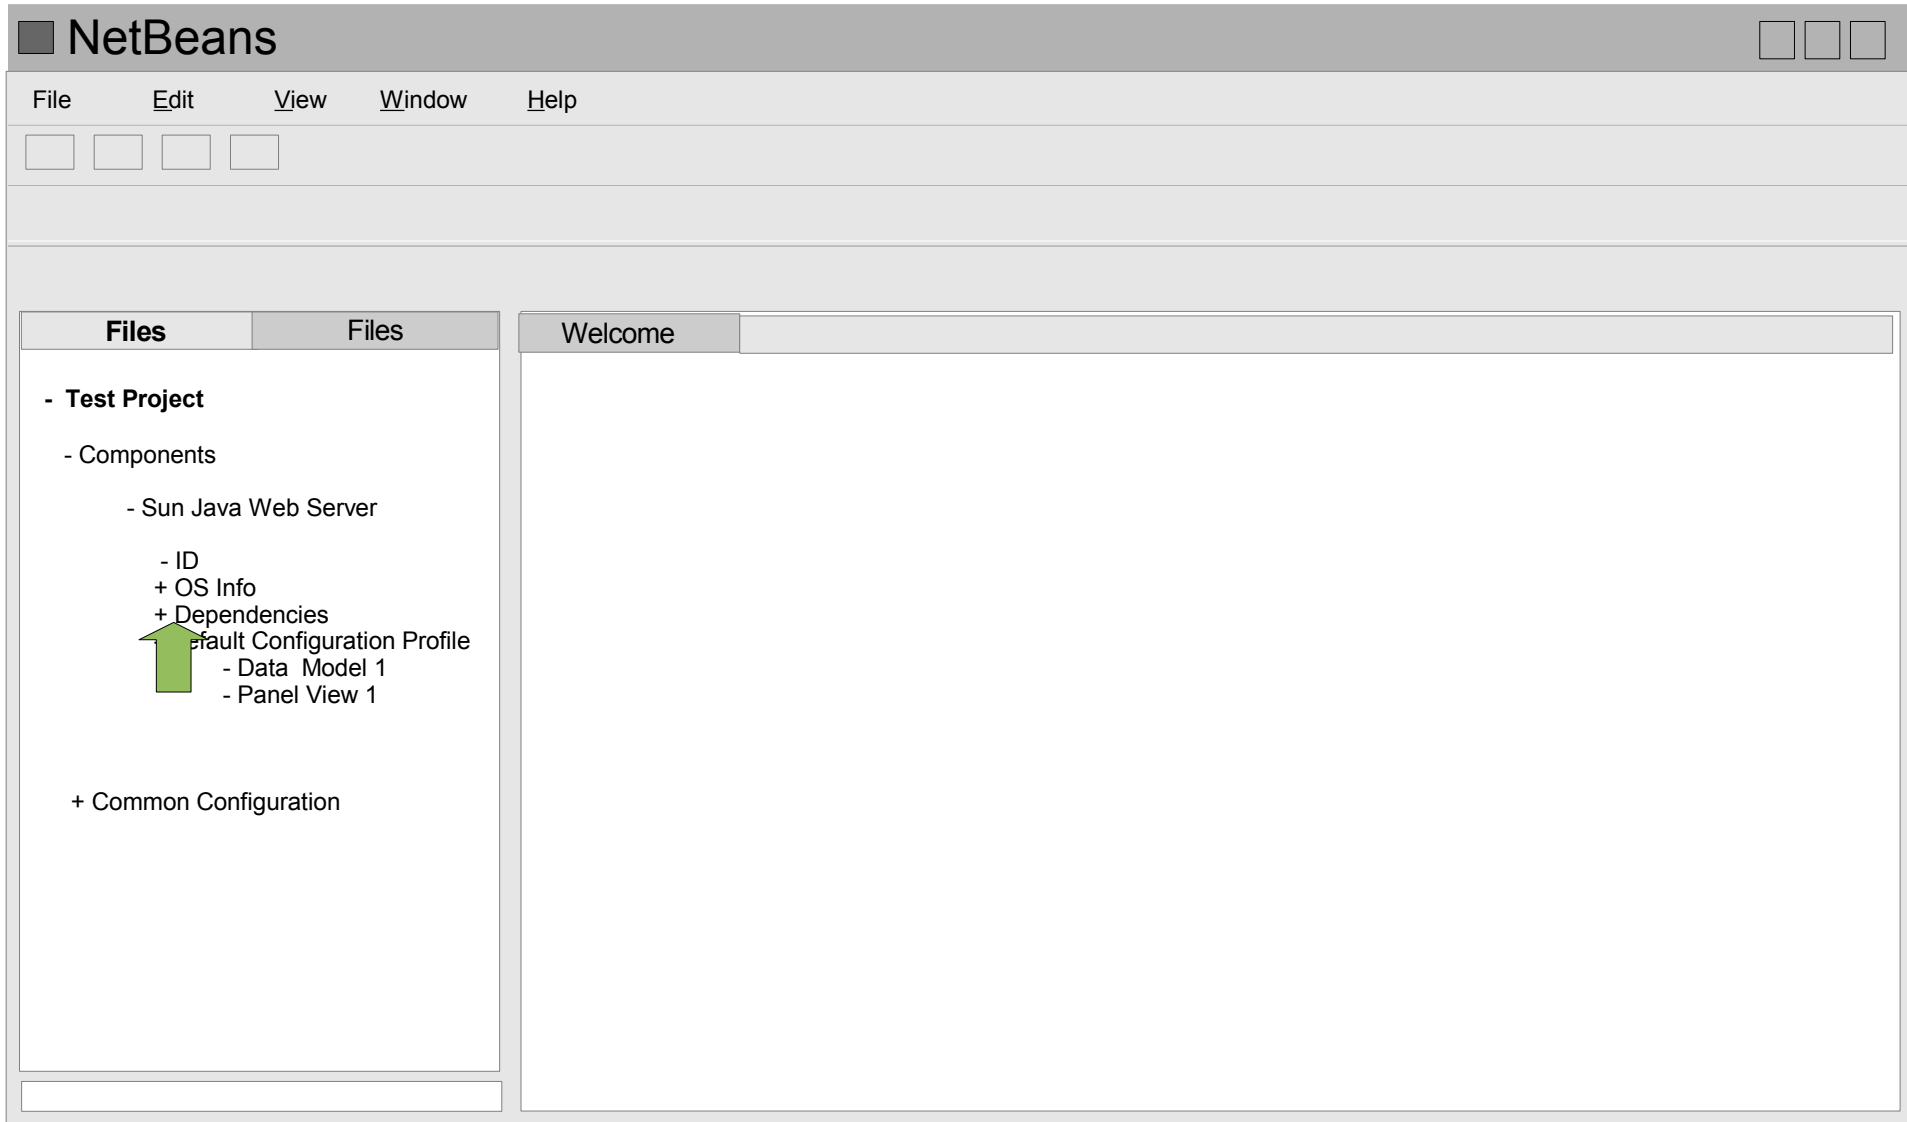 NetBeans
File Edit View Window Help
Files Files Welcome
- Test Project
- Components
- Sun Java Web Server
- ID
+ OS Info
+ Dependencies
efault Configuration Profile
- Data Model 1
- Panel View 1
+ Common Configuration